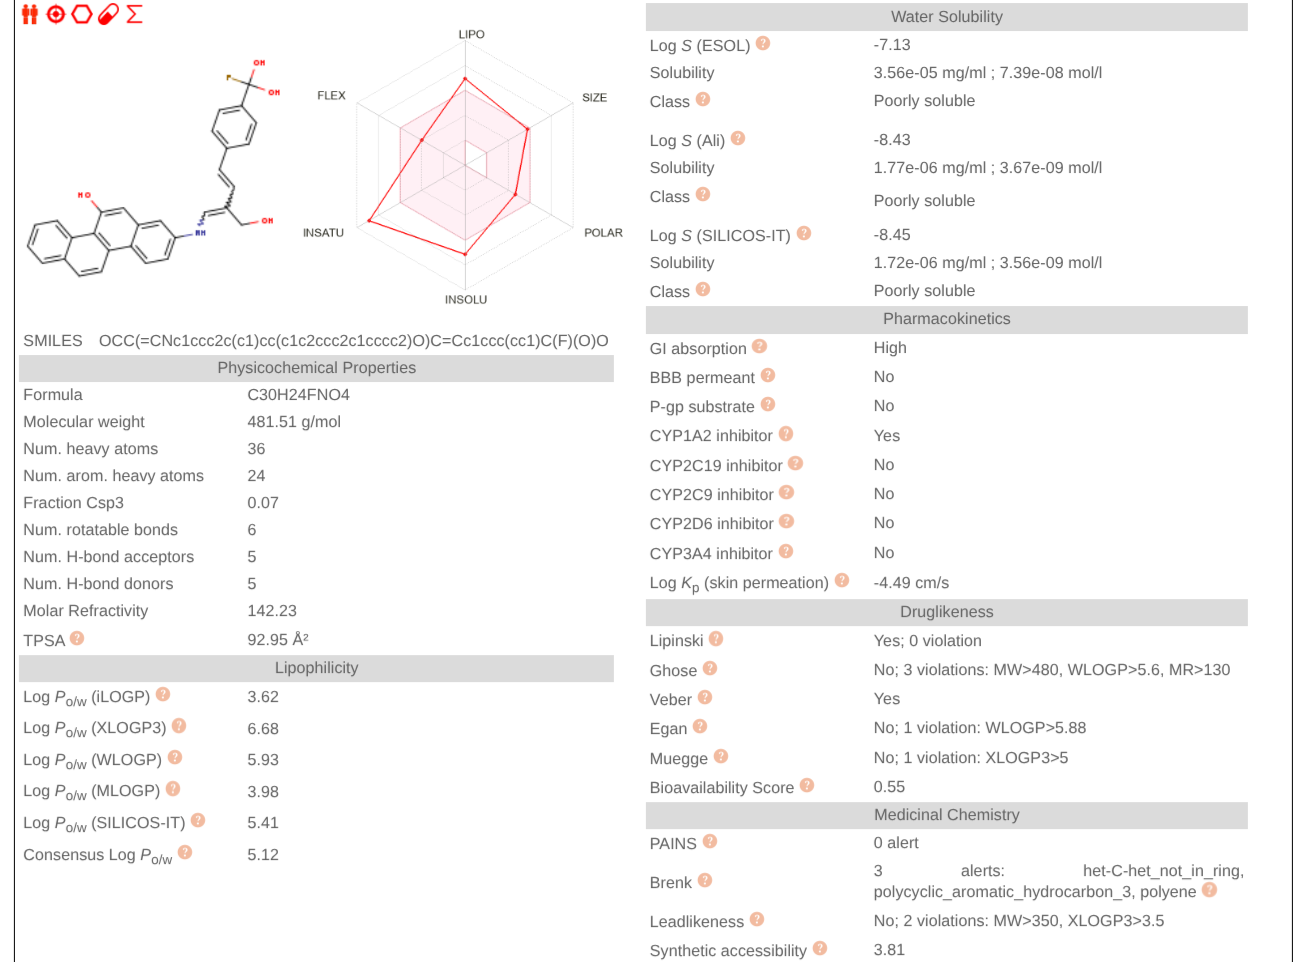 LIPO
FLEX
SIZE
INSATU
POLAR
INSOLU
F
OH
OH
HO
NH
OH
SMILES OCC(=CNc1ccc2c(c1)cc(c1c2ccc2c1cccc2)O)C=Cc1ccc(cc1)C(F)(O)O
Physicochemical Properties
Formula C30H24FNO4
Molecular weight 481.51 g/mol
Num. heavy atoms 36
Num. arom. heavy atoms 24
Fraction Csp3 0.07
Num. rotatable bonds 6
Num. H-bond acceptors 5
Num. H-bond donors 5
Molar Refractivity 142.23
TPSA ? 92.95 Å²
Lipophilicity
Log Po/w (iLOGP) ? 3.62
Log Po/w (XLOGP3) ? 6.68
Log Po/w (WLOGP) ? 5.93
Log Po/w (MLOGP) ? 3.98
Log Po/w (SILICOS-IT) ? 5.41
Consensus Log Po/w ? 5.12
Water Solubility
Log S (ESOL) ? -7.13
Solubility 3.56e-05 mg/ml ; 7.39e-08 mol/l
Class ? Poorly soluble
Log S (Ali) ? -8.43
Solubility 1.77e-06 mg/ml ; 3.67e-09 mol/l
Class ? Poorly soluble
Log S (SILICOS-IT) ? -8.45
Solubility 1.72e-06 mg/ml ; 3.56e-09 mol/l
Class ? Poorly soluble
Pharmacokinetics
GI absorption ? High
BBB permeant ? No
P-gp substrate ? No
CYP1A2 inhibitor ? Yes
CYP2C19 inhibitor ? No
CYP2C9 inhibitor ? No
CYP2D6 inhibitor ? No
CYP3A4 inhibitor ? No
Log Kp (skin permeation) ? -4.49 cm/s
Druglikeness
Lipinski ? Yes; 0 violation
Ghose ? No; 3 violations: MW>480, WLOGP>5.6, MR>130
Veber ? Yes
Egan ? No; 1 violation: WLOGP>5.88
Muegge ? No; 1 violation: XLOGP3>5
Bioavailability Score ? 0.55
Medicinal Chemistry
PAINS ? 0 alert
Brenk ? 3 alerts: het-C-het_not_in_ring,
polycyclic_aromatic_hydrocarbon_3, polyene ?
Leadlikeness ? No; 2 violations: MW>350, XLOGP3>3.5
Synthetic accessibility ? 3.81